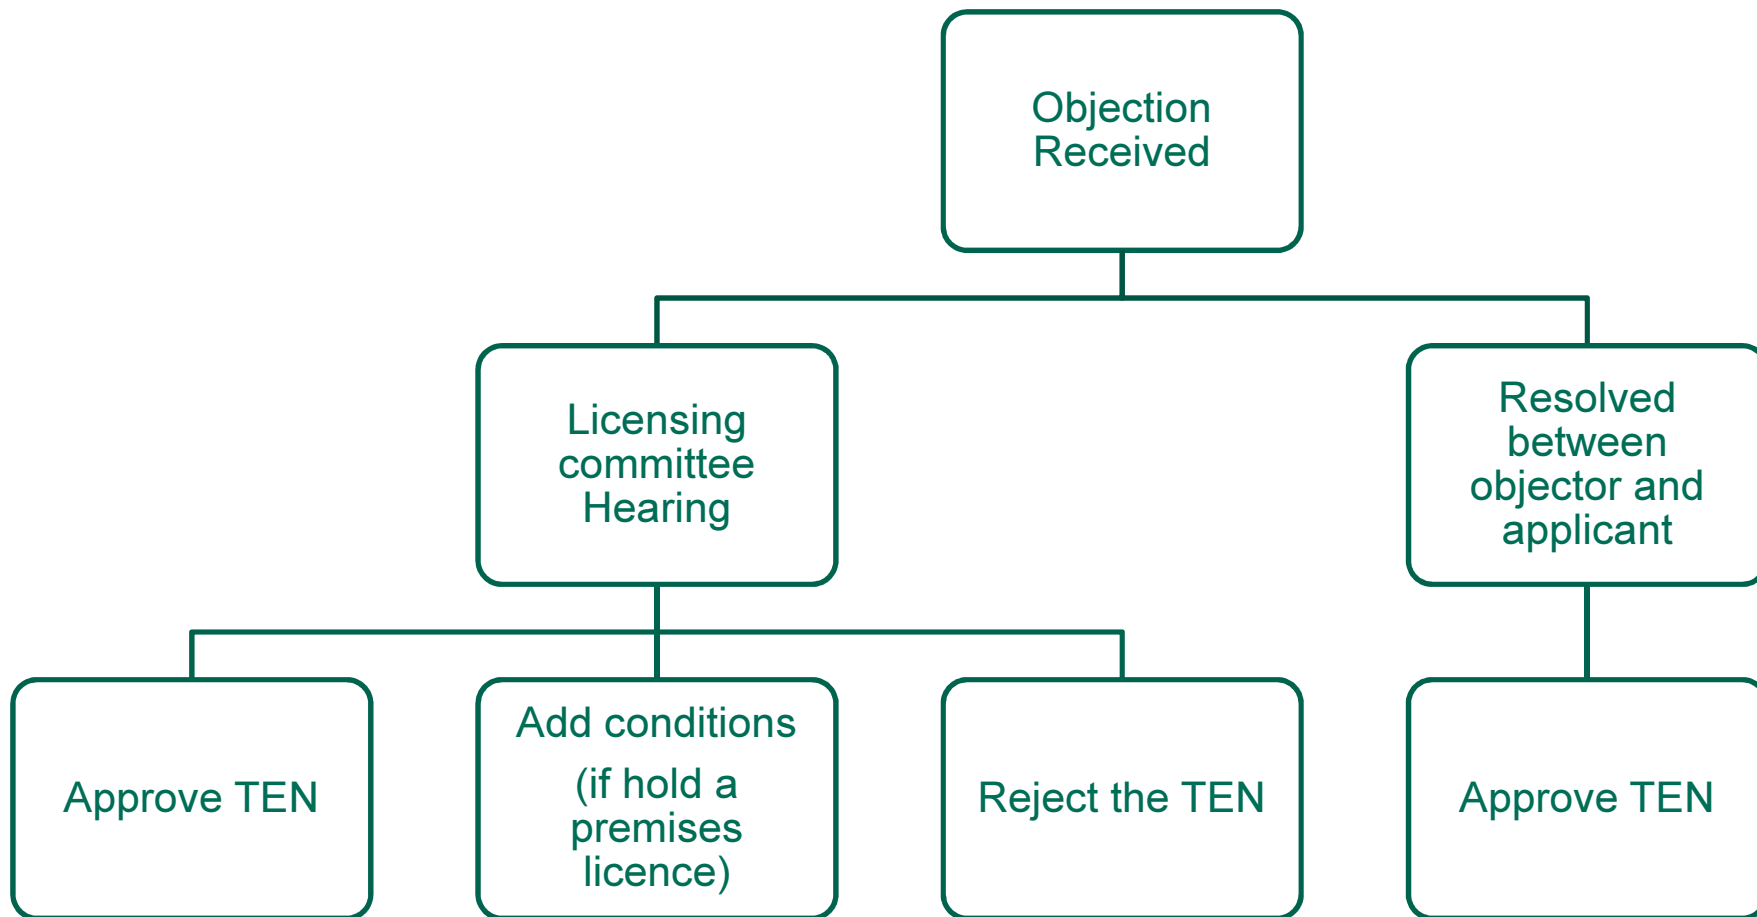 Objection
Received
Licensing
committee
Hearing
Resolved
between
objector and
applicant
Approve TEN
Add conditions
(if hold a
premises
licence)
Reject the TEN
Approve TEN